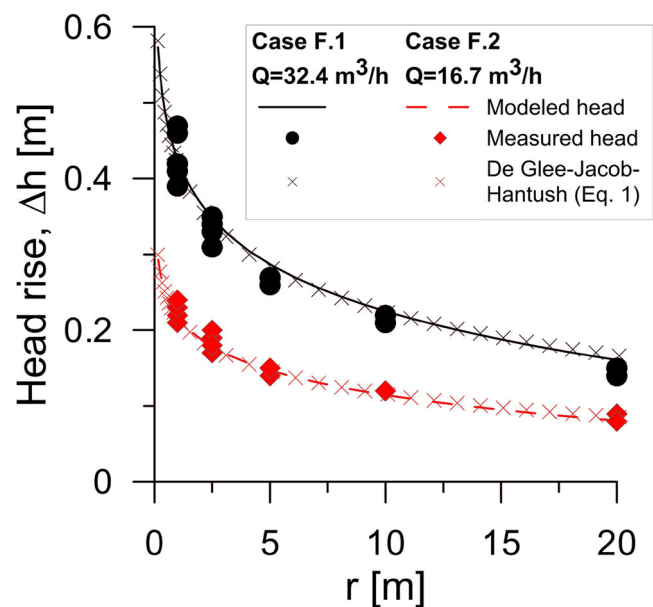 Case F.1 Case F.2
Q=32.4 m³/h Q=16.7 m³/h
Modeled head
Measured head
De Glee-Jacob-
Hantush (Eq. 1)
Head rise, Δh [m]
0.6
0.4
0.2
0
0 5 10 15 20
r [m]